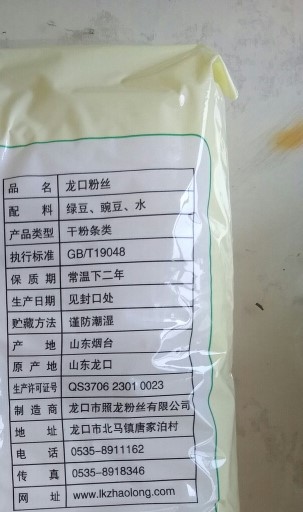 品 名 龙口粉丝
配 料 绿豆、豌豆、水
产品类型 干粉条类
执行标准 GB/T19048
保 质 期 常温下二年
生产日期 见封口处
贮藏方法 谨防潮湿
产 地 山东烟台
原 产 地 山东龙口
生产许可证号 QS3706 2301 0023
制 造 商 龙口市照龙粉丝有限公司
地 址 龙口市北马镇唐家泊村
电 话 0535-8911162
传 真 0535-8918346
网 址 www.lkzhaolong.com